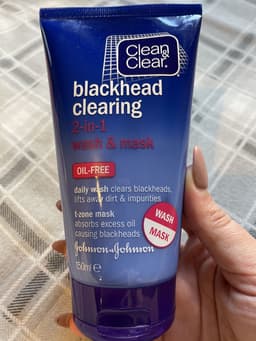 Clean
& Clear.
blackhead
clearing
2-in-1
wash & mask
OIL-FREE
daily wash clears blackheads,
lifts away dirt & impurities
t-zone mask
absorbs excess oil
causing blackheads
WASH
MASK
Johnson & Johnson
150ml e